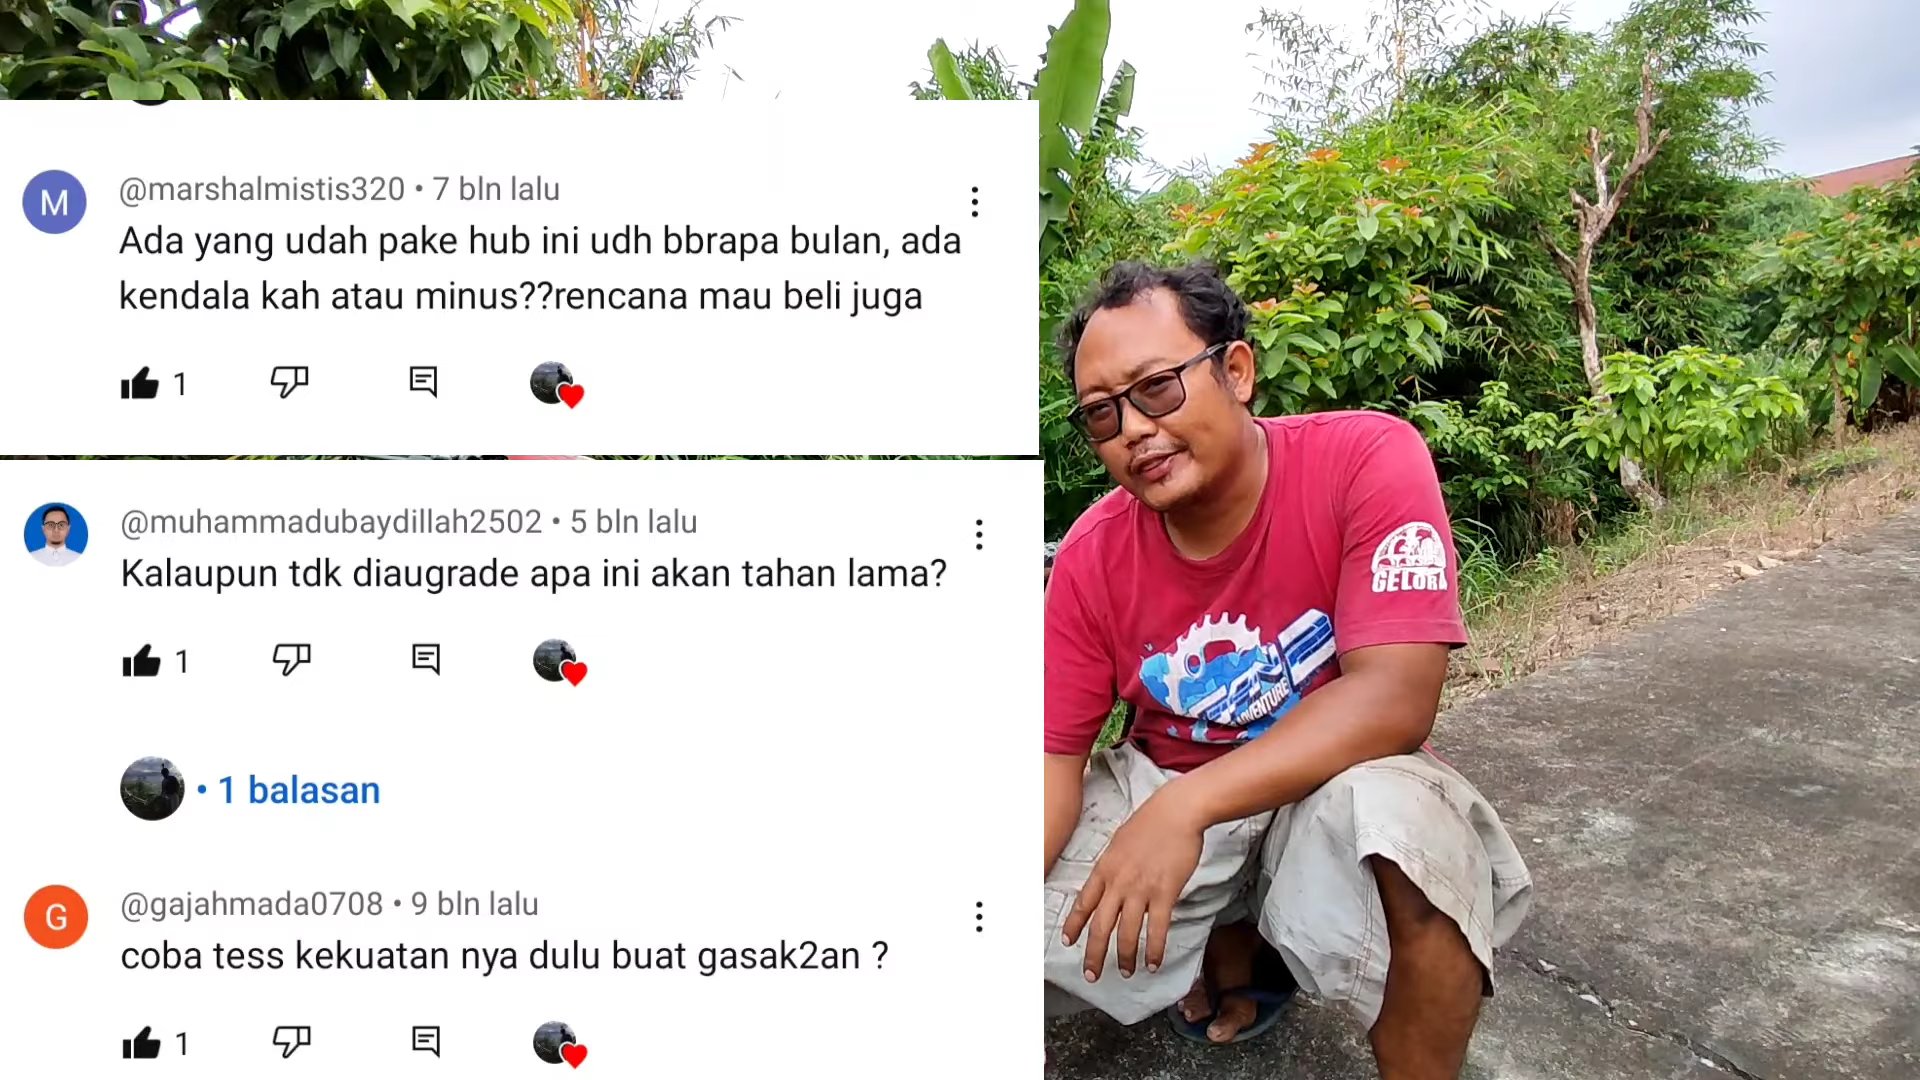 M
@marshalmistis320 • 7 bln lalu
Ada yang udah pake hub ini udh bbrapa bulan, ada
kendala kah atau minus??rencana mau beli juga
1
@muhammadubaydillah2502 • 5 bln lalu
Kalaupun tdk diaugrade apa ini akan tahan lama?
1
• 1 balasan
G
@gajahmada0708 • 9 bln lalu
coba tess kekuatan nya dulu buat gasak2an ?
1
GELORA
ADVENTURE